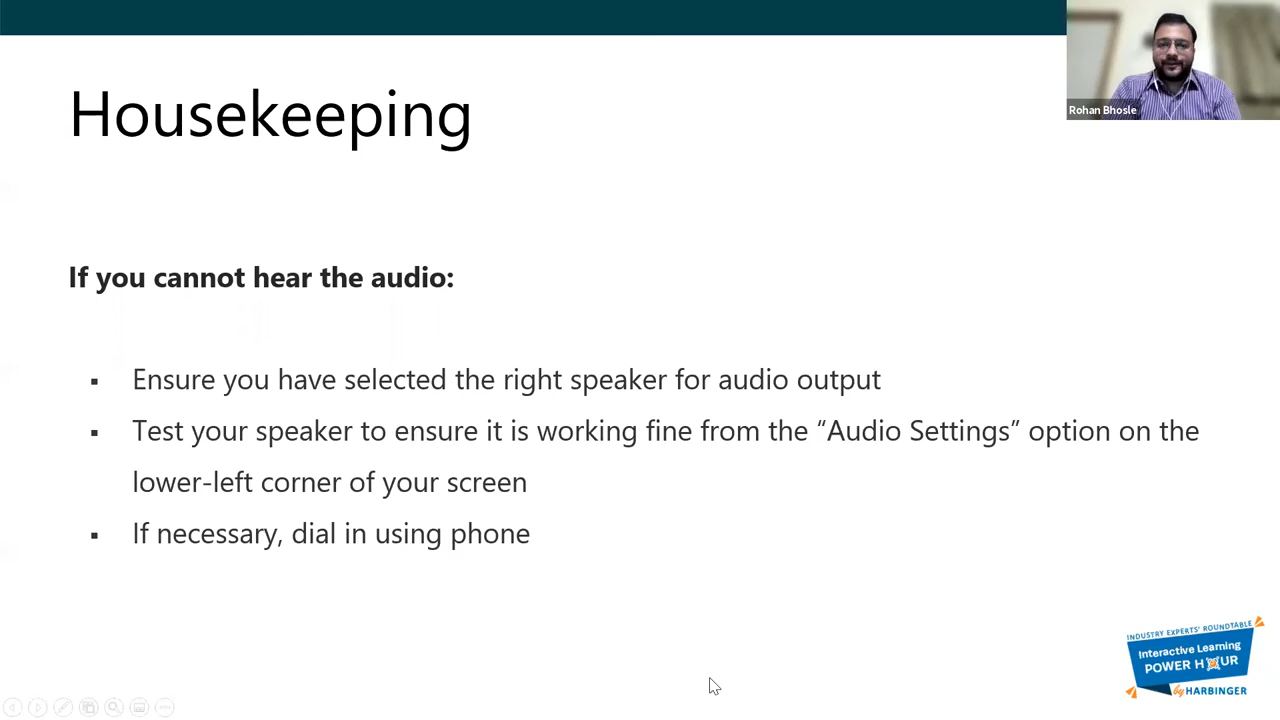 Rohan Bhosle
Housekeeping
If you cannot hear the audio:
▪ Ensure you have selected the right speaker for audio output
▪ Test your speaker to ensure it is working fine from the “Audio Settings” option on the
lower-left corner of your screen
▪ If necessary, dial in using phone
INDUSTRY EXPERTS' ROUNDTABLE
Interactive Learning
POWER HOUR
by HARBINGER